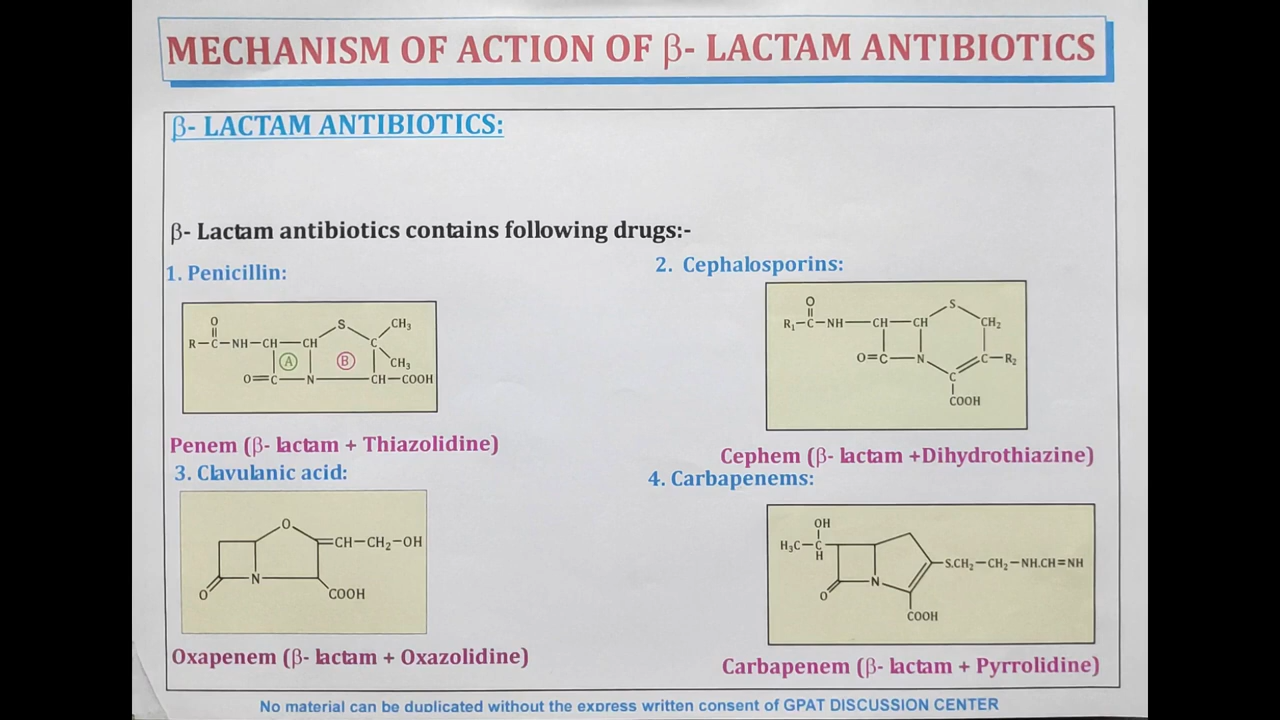 MECHANISM OF ACTION OF β- LACTAM ANTIBIOTICS
β- LACTAM ANTIBIOTICS:
β- Lactam antibiotics contains following drugs:-
1. Penicillin:
O
R-C-NH-CH-CH
S
C
CH₃
CH₃
A
B
O=C
N
CH-COOH
Penem (β- lactam + Thiazolidine)
2. Cephalosporins:
O
R₁-C-NH-CH-CH
S
CH₂
O=C
N
C-R₂
C
COOH
Cephem (β- lactam +Dihydrothiazine)
3. Clavulanic acid:
O
=CH-CH₂-OH
N
O
COOH
Oxapenem (β- lactam + Oxazolidine)
4. Carbapenems:
OH
H₃C-C
H
S.CH₂-CH₂-NH.CH=NH
N
O
COOH
Carbapenem (β- lactam + Pyrrolidine)
No material can be duplicated without the express written consent of GPAT DISCUSSION CENTER